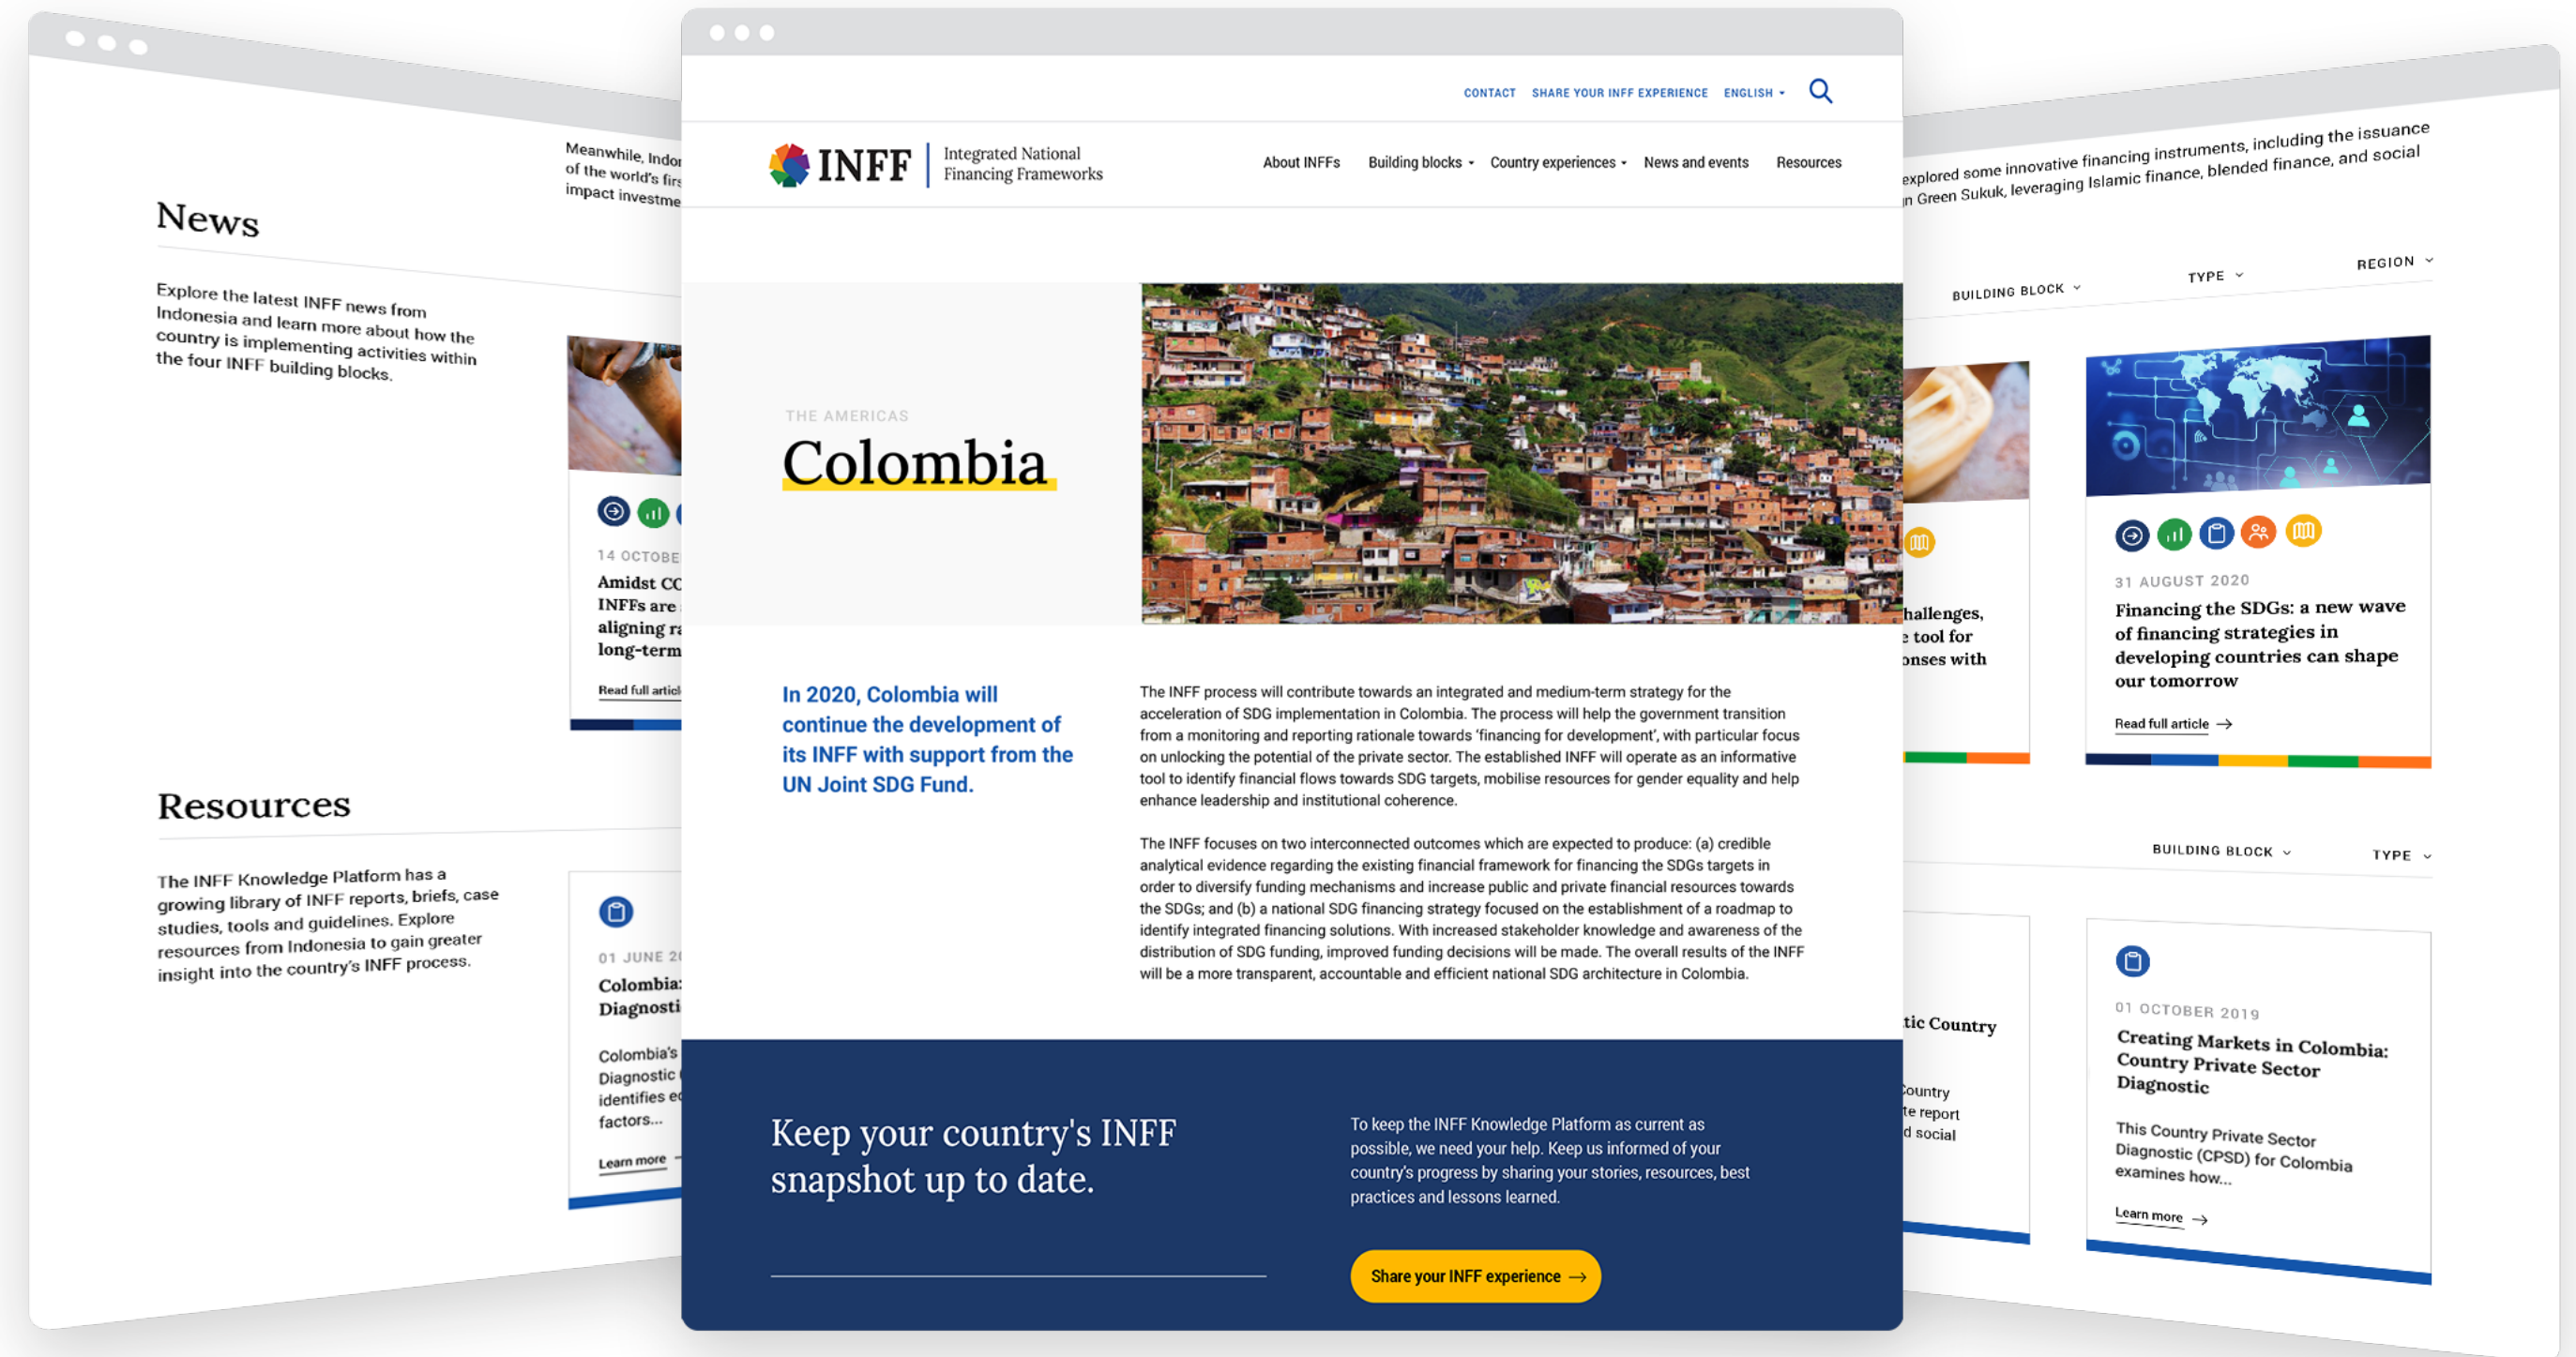 News
Explore the latest INFF news from
Indonesia and learn more about how the
country is implementing activities within
the four INFF building blocks.
Meanwhile,
of the world's
impact
14
Amidst
INFFs are
aligning
long-term
Read full
Resources
The INFF Knowledge Platform has a
growing library of INFF reports, briefs, case
studies, tools and guidelines. Explore
resources from Indonesia to gain greater
insight into the country's INFF process.
01 JUNE
Colombia:
Colombia's
Diagnostic
identifies
factors...
Learn more
CONTACT SHARE YOUR INFF EXPERIENCE ENGLISH
INFF
Integrated National
Financing Frameworks
About INFFs Building blocks Country experiences News and events Resources
THE AMERICAS
Colombia
In 2020, Colombia will
continue the development of
its INFF with support from the
UN Joint SDG Fund.
The INFF process will contribute towards an integrated and medium-term strategy for the
acceleration of SDG implementation in Colombia. The process will help the government transition
from a monitoring and reporting rationale towards 'financing for development', with particular focus
on unlocking the potential of the private sector. The established INFF will operate as an informative
tool to identify financial flows towards SDG targets, mobilise resources for gender equality and help
enhance leadership and institutional coherence.
The INFF focuses on two interconnected outcomes which are expected to produce: (a) credible
analytical evidence regarding the existing financial framework for financing the SDGs targets in
order to diversify funding mechanisms and increase public and private financial resources towards
the SDGs; and (b) a national SDG financing strategy focused on the establishment of a roadmap to
identify integrated financing solutions. With increased stakeholder knowledge and awareness of the
distribution of SDG funding, improved funding decisions will be made. The overall results of the INFF
will be a more transparent, accountable and efficient national SDG architecture in Colombia.
Keep your country's INFF
snapshot up to date.
To keep the INFF Knowledge Platform as current as
possible, we need your help. Keep us informed of your
country's progress by sharing your stories, resources, best
practices and lessons learned.
Share your INFF experience
explored some innovative financing instruments, including the issuance
Green Sukuk, leveraging Islamic finance, blended finance, and social
BUILDING BLOCK TYPE REGION
tool for
with
31 AUGUST 2020
Financing the SDGs: a new wave
of financing strategies in
developing countries can shape
our tomorrow
Read full article
BUILDING BLOCK TYPE
Country
report
social
01 OCTOBER 2019
Creating Markets in Colombia:
Country Private Sector
Diagnostic
This Country Private Sector
Diagnostic (CPSD) for Colombia
examines how...
Learn more